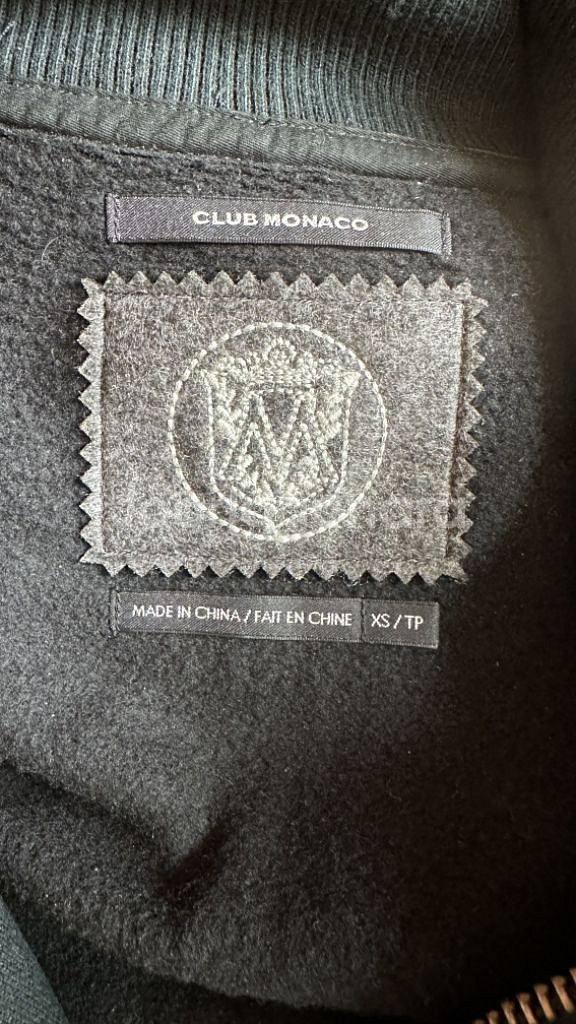 CLUB MONACO
M
MADE IN CHINA / FAIT EN CHINE XS / TP